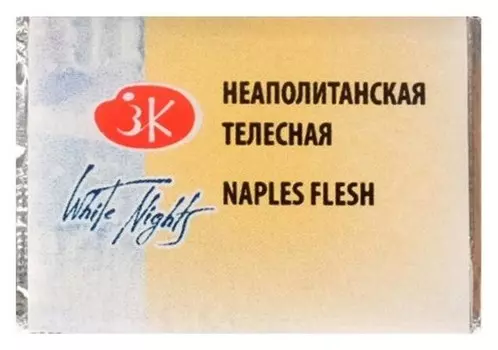 ЗК
НЕАПОЛИТАНСКАЯ
ТЕЛЕСНАЯ
White Nights
NAPLES FLESH